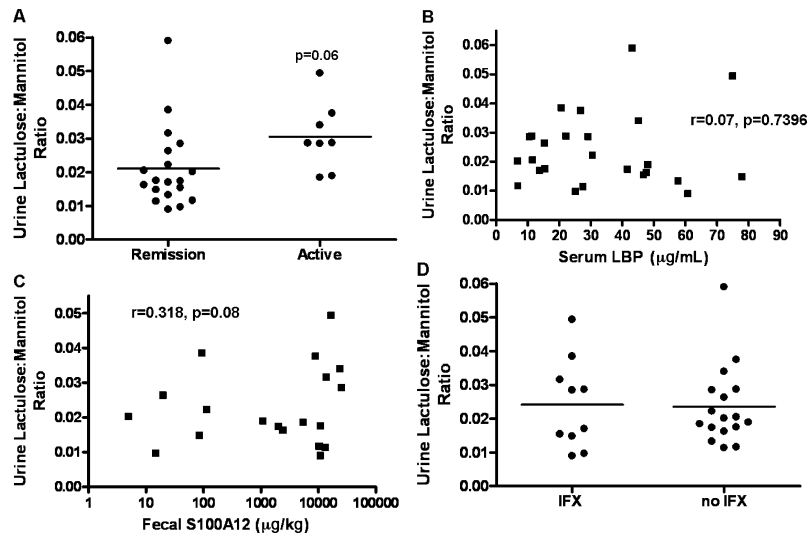 A
Urine Lactulose:Mannitol
Ratio
0.06
0.05
0.04
0.03
0.02
0.01
0.00
p=0.06
Remission
Active
B
Urine Lactulose:Mannitol
Ratio
0.06
0.05
0.04
0.03
0.02
0.01
0.00
r=0.07, p=0.7396
0 10 20 30 40 50 60 70 80 90
Serum LBP (μg/mL)
C
Urine Lactulose:Mannitol
Ratio
0.05
0.04
0.03
0.02
0.01
0.00
r=0.318, p=0.08
1 10 100 1000 10000 100000
Fecal S100A12 (μg/kg)
D
Urine Lactulose:Mannitol
Ratio
0.06
0.05
0.04
0.03
0.02
0.01
0.00
IFX
no IFX